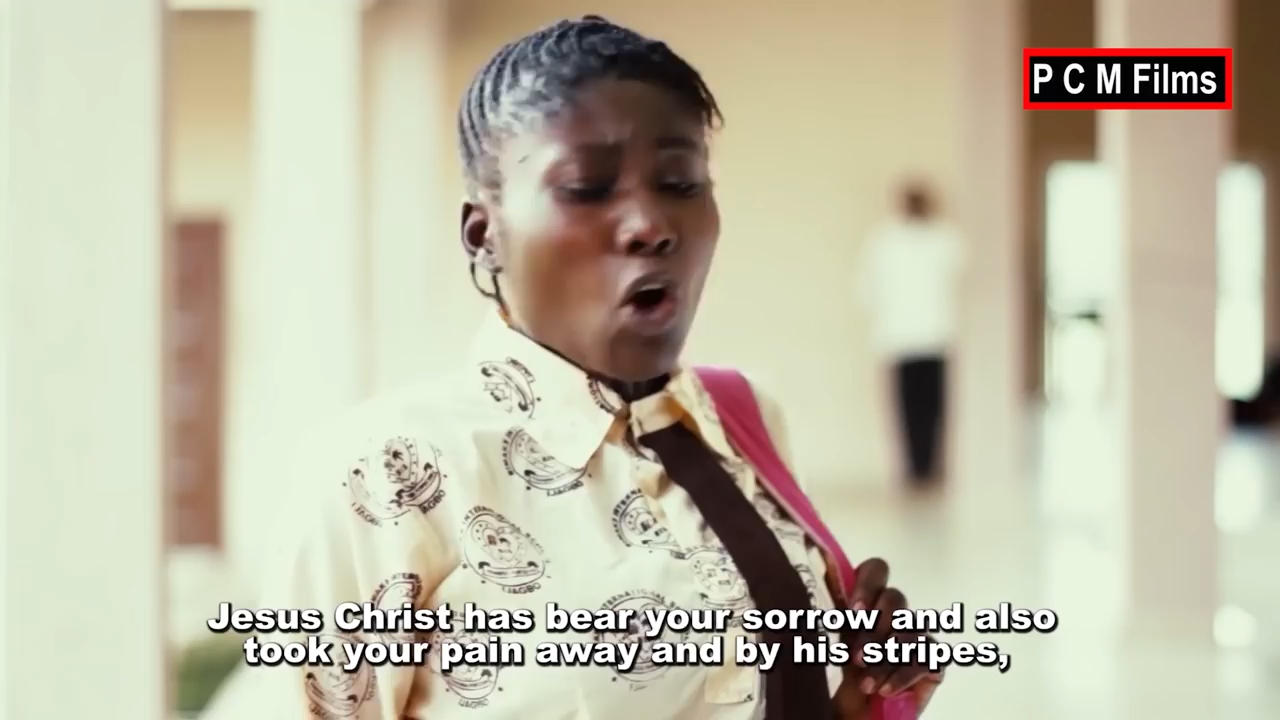 P C M Films
Jesus Christ has bear your sorrow and also
took your pain away and by his stripes,